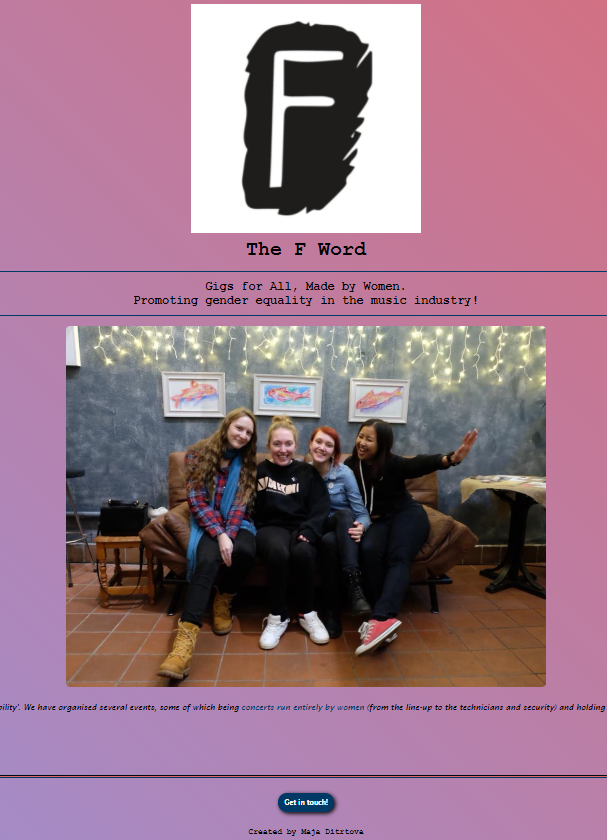 F
The F Word
Gigs for All, Made by Women.
Promoting gender equality in the music industry!
bility'. We have organised several events, some of which being concerts run entirely by women (from the line-up to the technicians and security) and holding
Get in touch!
Created by Maja Ditrtova